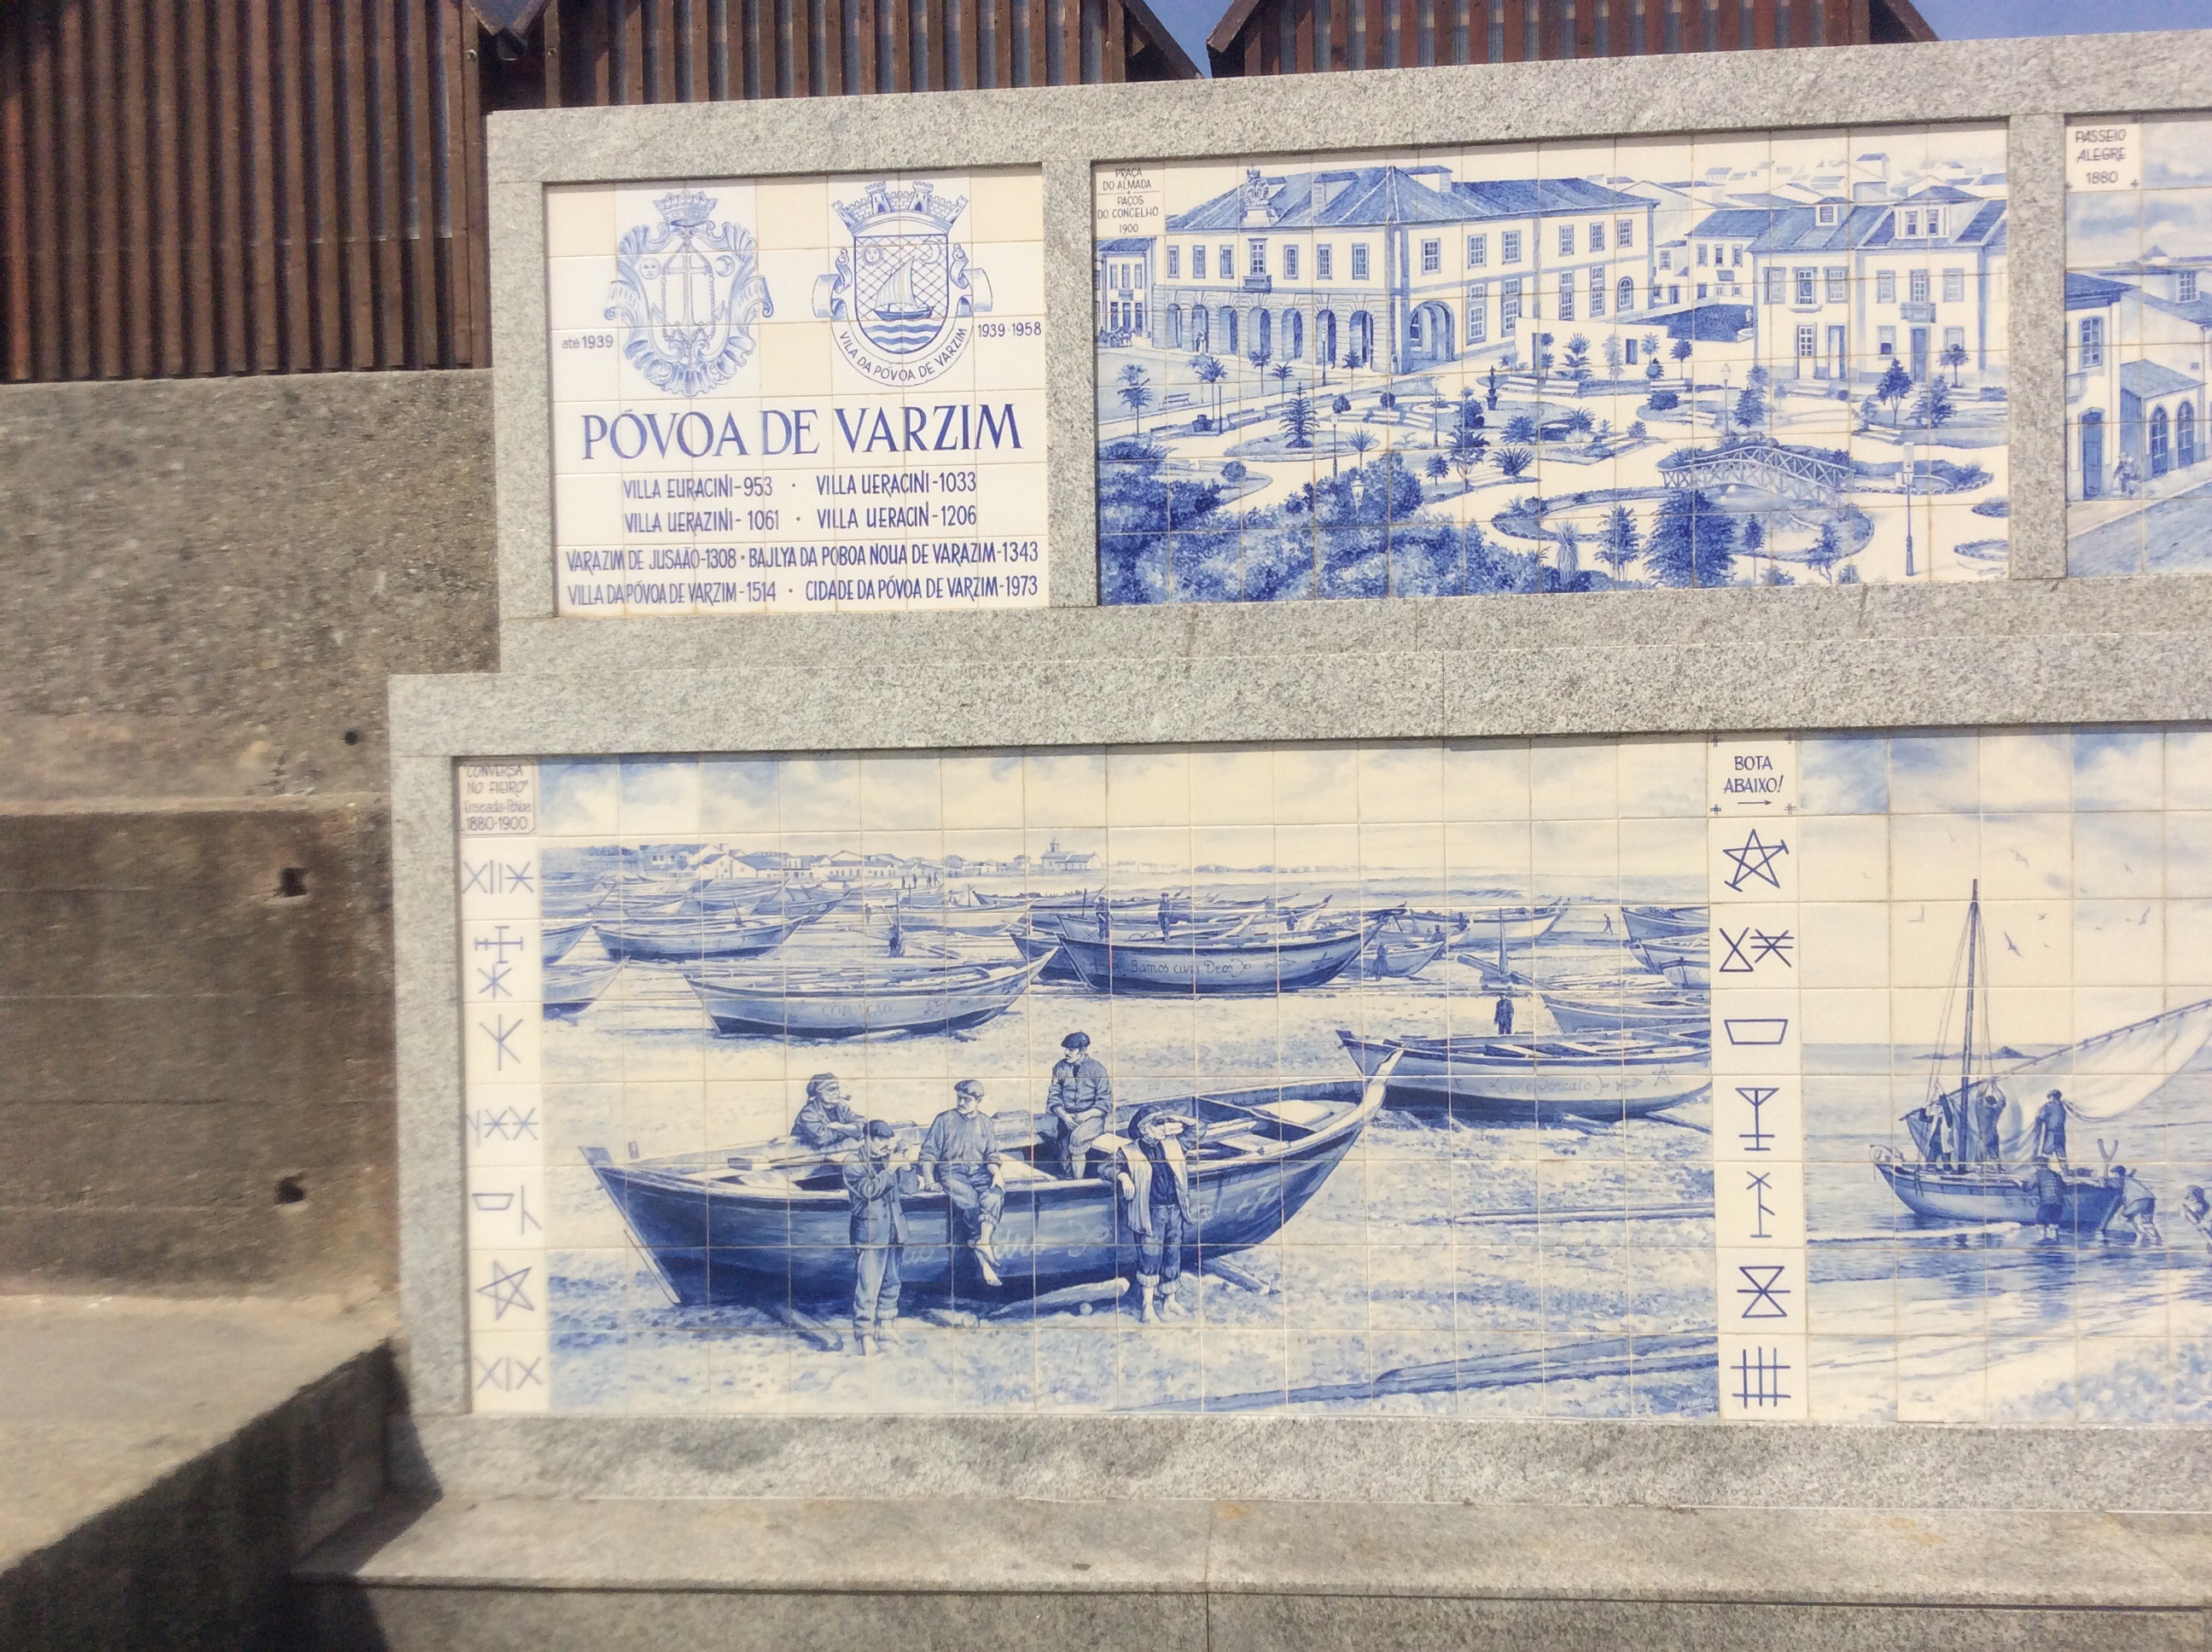 até 1939
VILA DA PÓVOA DE VARZIM
1939 · 1958
PÓVOA DE VARZIM
VILLA EURACINI-953 · VILLA UERACINI-1033
VILLA UERAZINI-1061 · VILLA UERACIN-1206
VARAZIM DE JUSAÃO-1308 · BAJLYA DA POBOA NOUA DE VARAZIM-1343
VILLA DA PÓVOA DE VARZIM-1514 · CIDADE DA PÓVOA DE VARZIM-1973
PRAÇA
DO ALMADA
PAÇOS
DO CONCELHO
1900
PASSEIO
ALEGRE
1880
"CONVERSA
NO FIEIRO"
Enseada-Póvoa
1880-1900
CORAÇÃO
Deos
BOTA
ABAIXO!